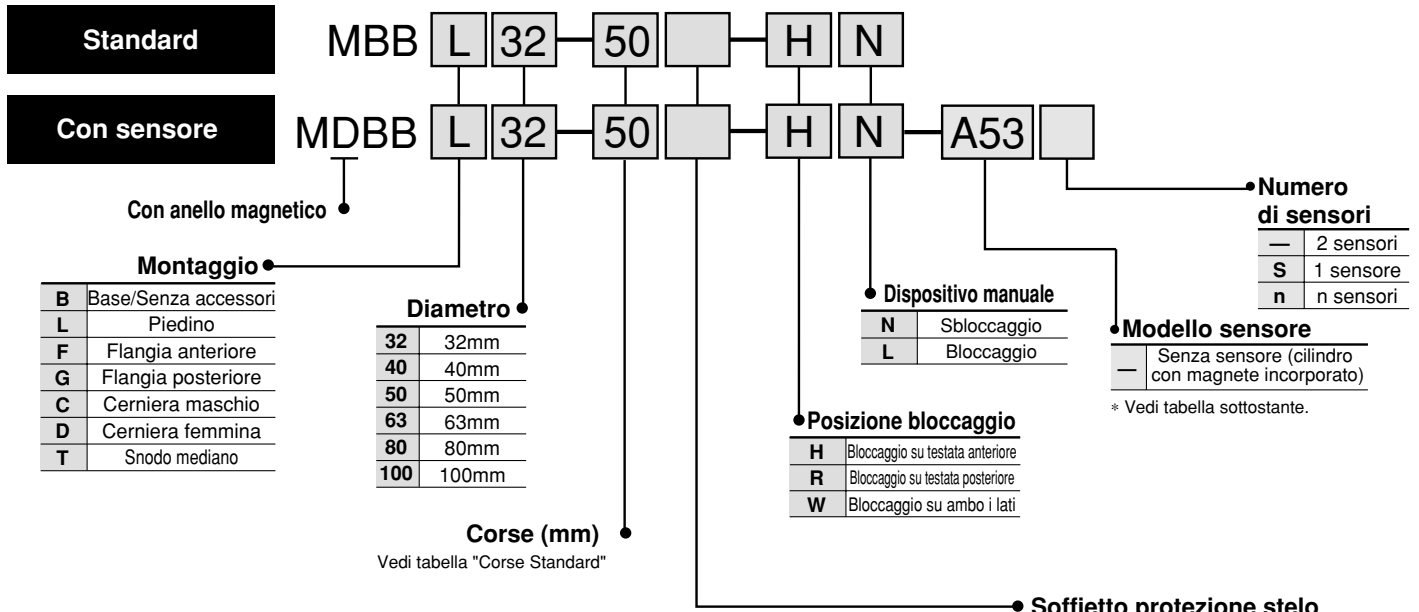 Standard
MBB L 32 — 50 — H N
Con sensore
MDBB L 32 — 50 — H N — A53
Con anello magnetico
Numero
di sensori
— 2 sensori
S 1 sensore
n n sensori
Montaggio
B Base/Senza accessori
L Piedino
F Flangia anteriore
G Flangia posteriore
C Cerniera maschio
D Cerniera femmina
T Snodo mediano
Diametro
32 32mm
40 40mm
50 50mm
63 63mm
80 80mm
100 100mm
Dispositivo manuale
N Sbloccaggio
L Bloccaggio
Modello sensore
— Senza sensore (cilindro
con magnete incorporato)
* Vedi tabella sottostante.
Posizione bloccaggio
H Bloccaggio su testata anteriore
R Bloccaggio su testata posteriore
W Bloccaggio su ambo i lati
Corse (mm)
Vedi tabella "Corse Standard"
Soffietto protezione stelo